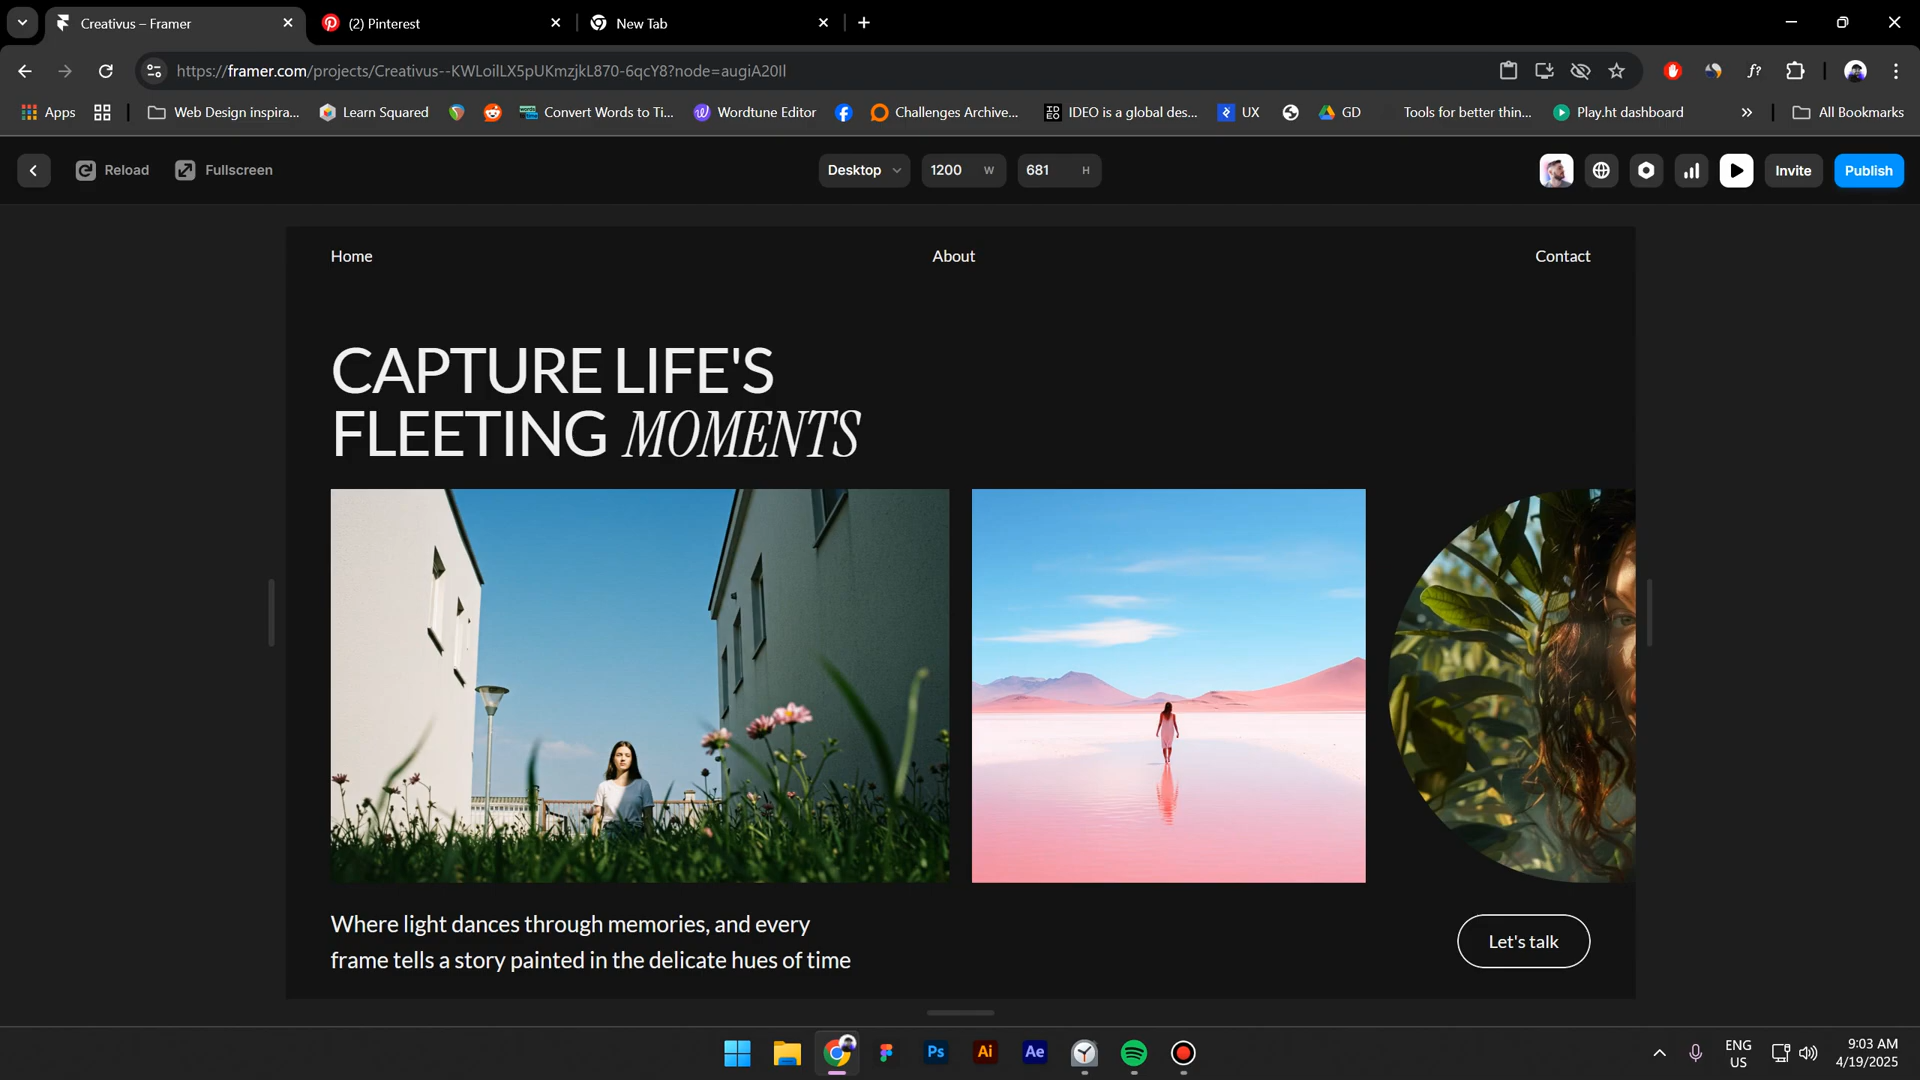 Creativus – Framer
(2) Pinterest
New Tab
https://framer.com/projects/Creativus--KWLoilLX5pUKmzjkL870-6qcY8?node=augiA20Il
Apps
Web Design inspira...
Learn Squared
Convert Words to Ti...
Wordtune Editor
Challenges Archive...
IDEO is a global des...
UX
GD
Tools for better thin...
Play.ht dashboard
All Bookmarks
Reload
Fullscreen
Desktop
1200 W
681 H
Invite
Publish
Home
About
Contact
CAPTURE LIFE'S
FLEETING MOMENTS
Where light dances through memories, and every
frame tells a story painted in the delicate hues of time
Let's talk
Ps
Ai
Ae
ENG
US
9:03 AM
4/19/2025